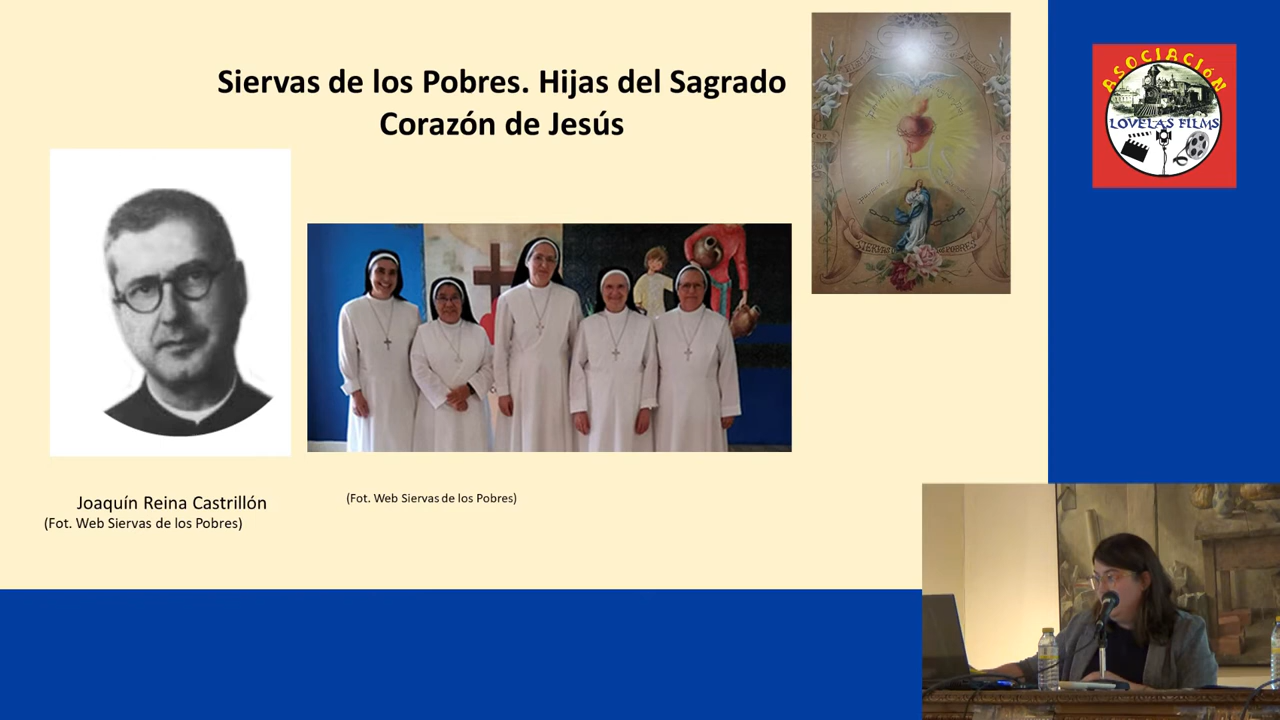 Siervas de los Pobres. Hijas del Sagrado
Corazón de Jesús
ASOCIACIÓN
LOVELAS FILMS
Joaquín Reina Castrillón
(Fot. Web Siervas de los Pobres)
(Fot. Web Siervas de los Pobres)